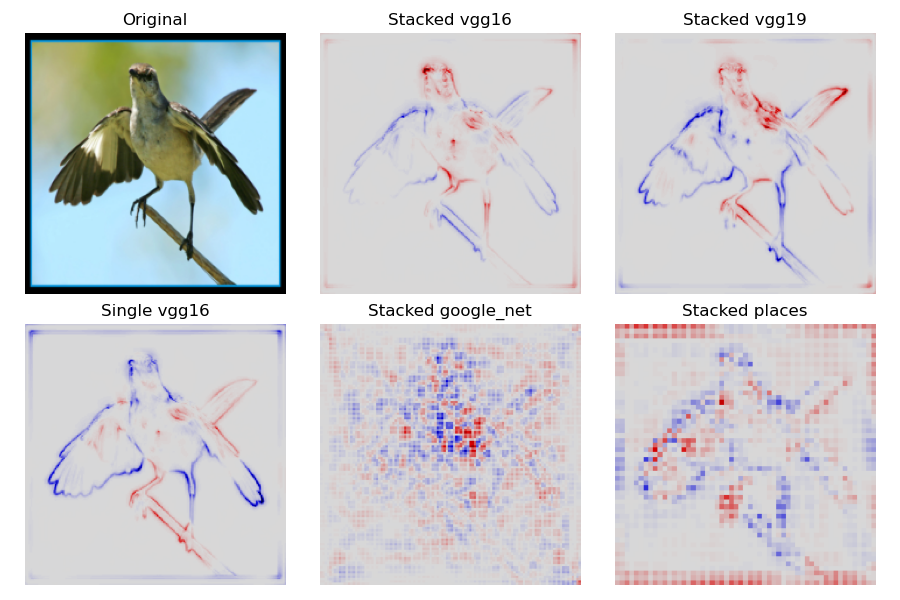 Original
Stacked vgg16
Stacked vgg19
Single vgg16
Stacked google_net
Stacked places